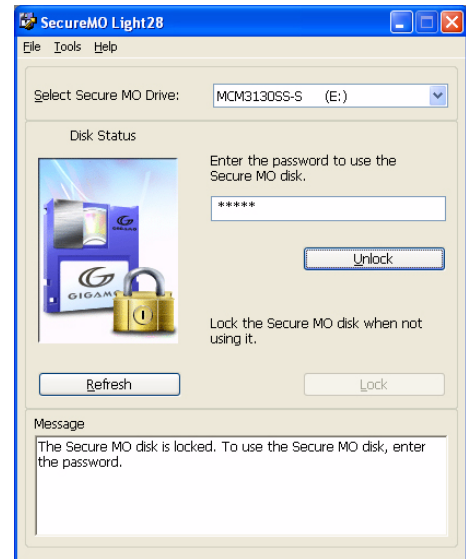 SecureMO Light28
File Tools Help
Select Secure MO Drive: MCM3130SS-S (E:)
Disk Status
Enter the password to use the
Secure MO disk.
*****
GIGAMO
Unlock
GIGAMO
Lock the Secure MO disk when not
using it.
Refresh Lock
Message
The Secure MO disk is locked. To use the Secure MO disk, enter
the password.